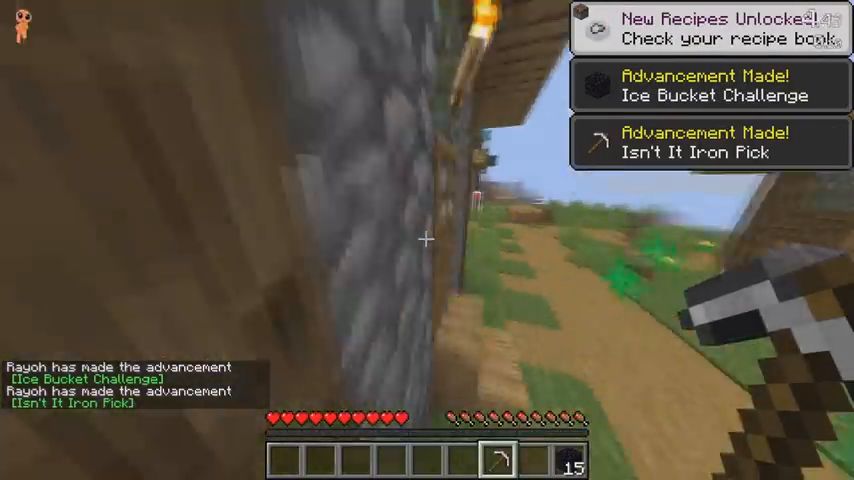 New Recipes Unlocked!
Check your recipe book
Advancement Made!
Ice Bucket Challenge
Advancement Made!
Isn't It Iron Pick
Rayoh has made the advancement
[Ice Bucket Challenge]
Rayoh has made the advancement
[Isn't It Iron Pick]
15